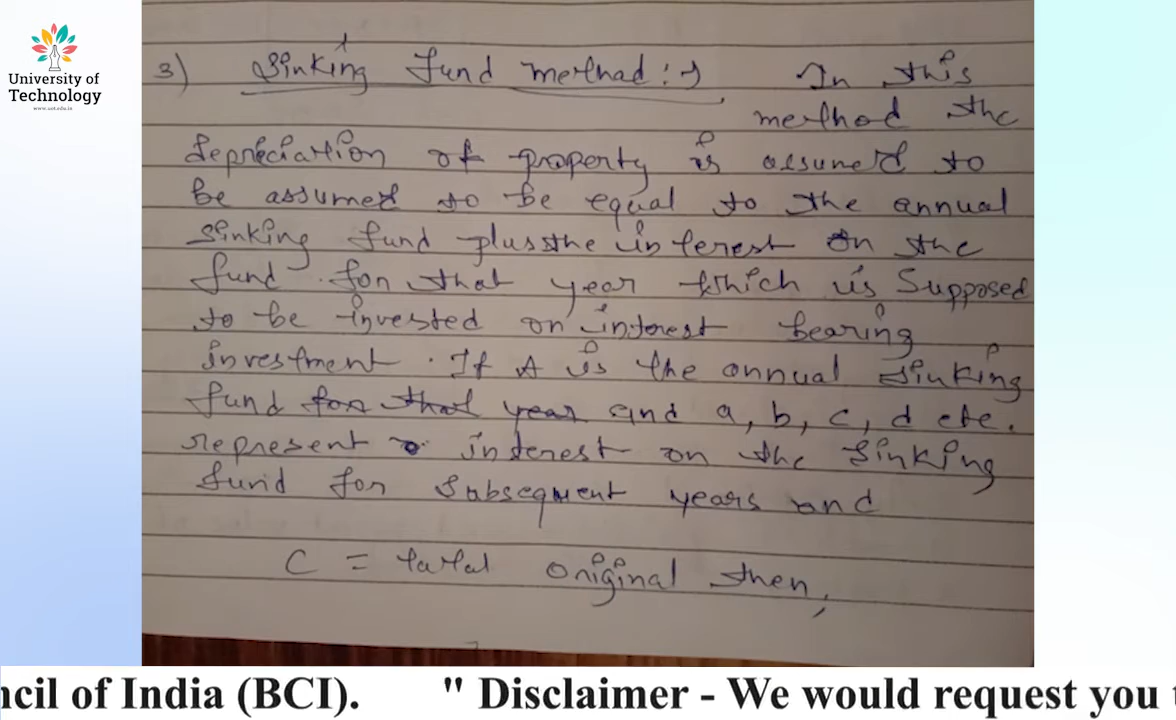 University of
Technology
www.uot.edu.in
3) Sinking fund method :-> In this
method the
depreciation of property is assumed to
be assumed to be equal to the annual
sinking fund plus the interest on the
fund for that year which is supposed
to be invested on interest bearing
investment. If A is the annual sinking
fund for that year and a, b, c, d etc.
represent interest on the sinking
fund for subsequent years and
C = total original then,
ncil of India (BCI). " Disclaimer - We would request you